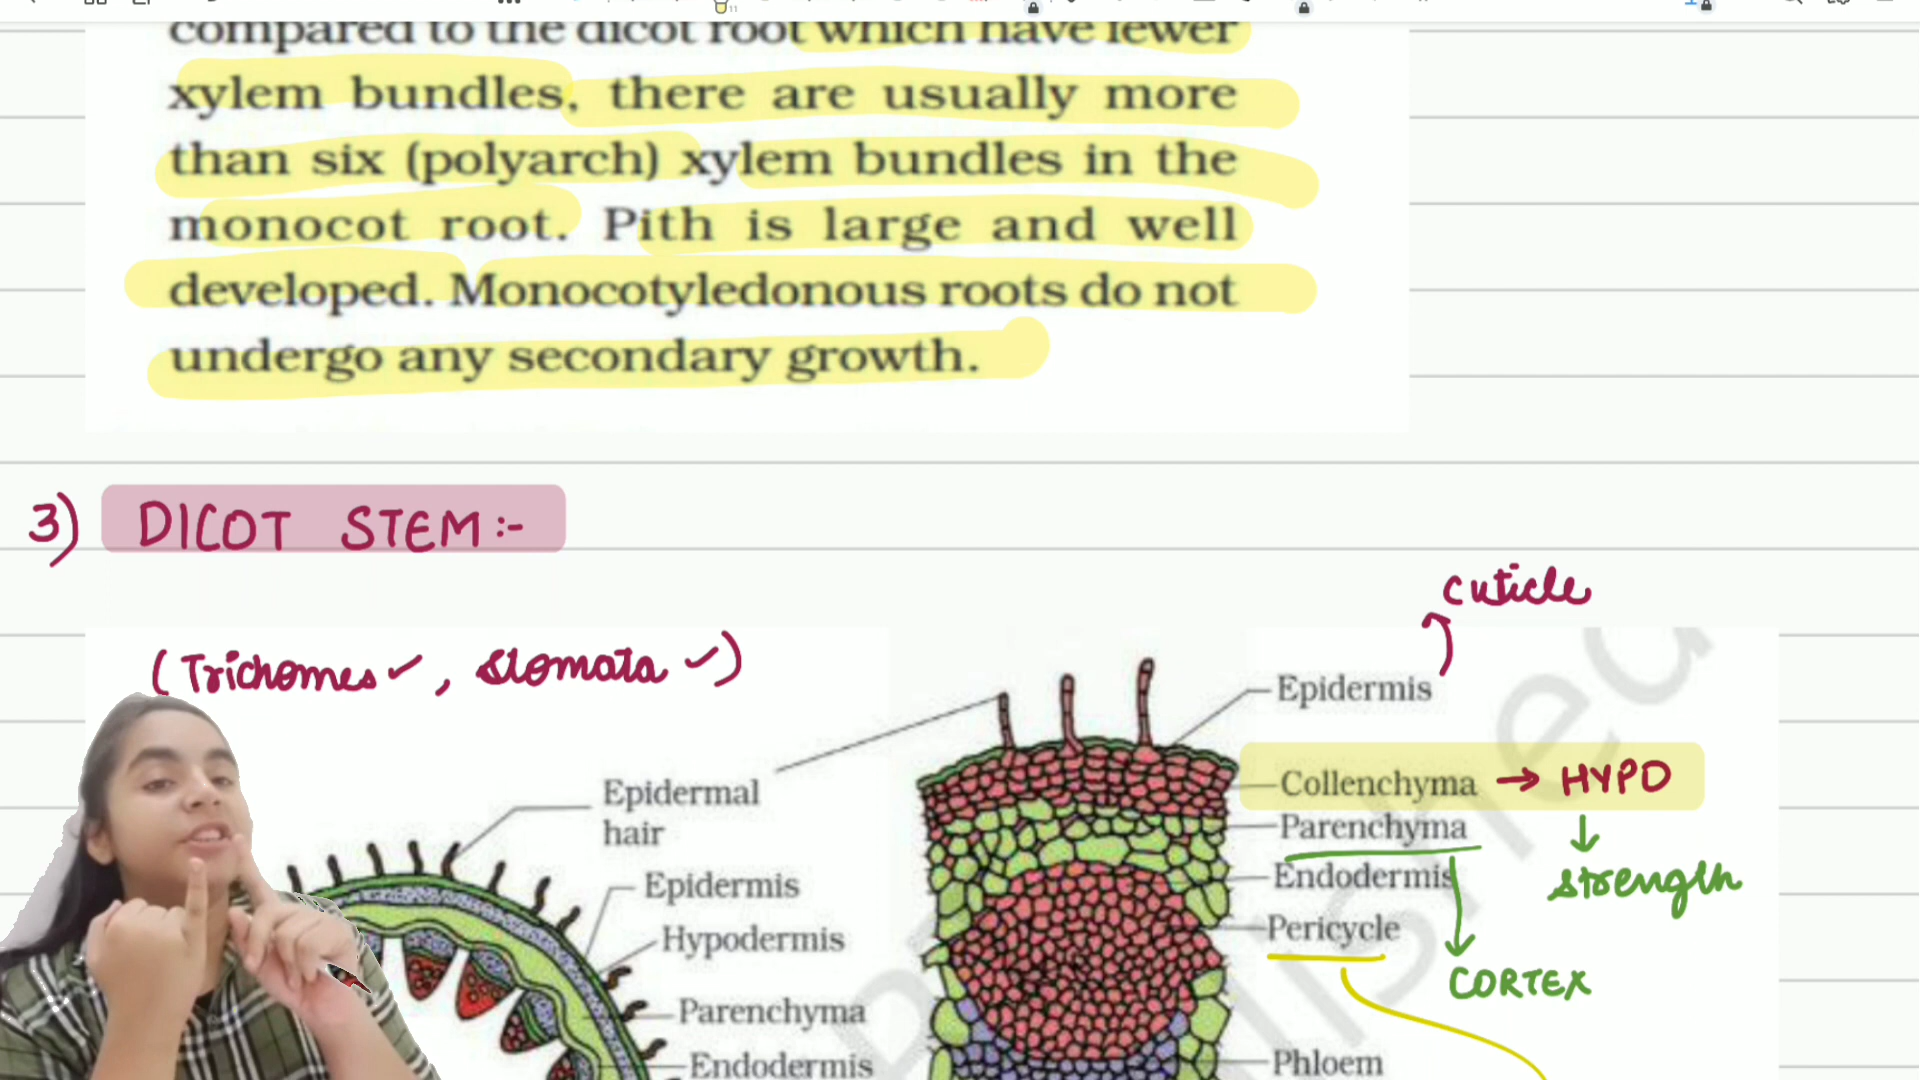 compared to the dicot root which have fewer
xylem bundles, there are usually more
than six (polyarch) xylem bundles in the
monocot root. Pith is large and well
developed. Monocotyledonous roots do not
undergo any secondary growth.
3) DICOT STEM :-
cuticle
(Trichomes ✓, stomata ✓)
Epidermis
Collenchyma → HYPO
Epidermal
hair
Parenchyma
Endodermis
strength
Epidermis
Pericycle
Hypodermis
CORTEX
Parenchyma
Phloem
Endodermis